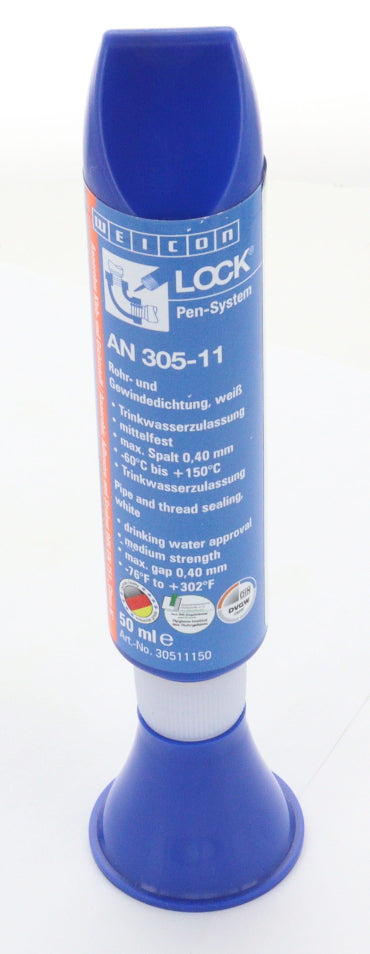 WEICON
LOCK®
Pen-System
AN 305-11
Rohr- und
Gewindedichtung, weiß
• Trinkwasserzulassung
• mittelfest
• max. Spalt 0,40 mm
• -60°C bis +150°C
• Trinkwasserzulassung
Pipe and thread sealing,
white
• drinking water approval
• medium strength
• max. gap 0,40 mm
• -76°F to +302°F
DVGW
50 ml e
Art.-No. 30511150